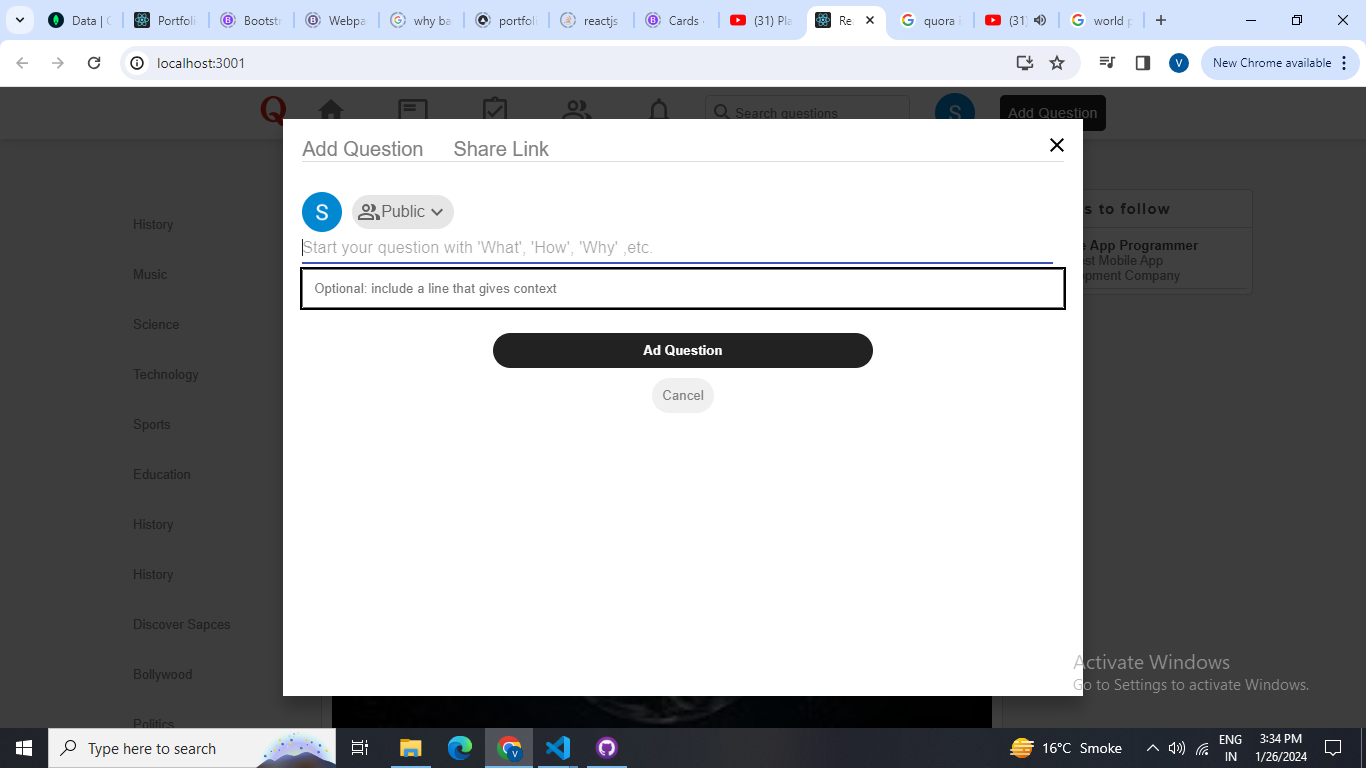 Data | C
Portfoli
Bootstr
Webpa
why ba
portfoli
reactjs
Cards
(31) Pla
Re
quora i
(31)
world p
localhost:3001
V
New Chrome available
Q
Search questions
S
Add Question
Add Question
Share Link
S
Public
Start your question with 'What', 'How', 'Why' ,etc.
Optional: include a line that gives context
Ad Question
Cancel
History
Music
Science
Technology
Sports
Education
History
History
Discover Sapces
Bollywood
Politics
s to follow
e App Programmer
st Mobile App
opment Company
Activate Windows
Go to Settings to activate Windows.
Type here to search
V
16°C Smoke
ENG
IN
3:34 PM
1/26/2024